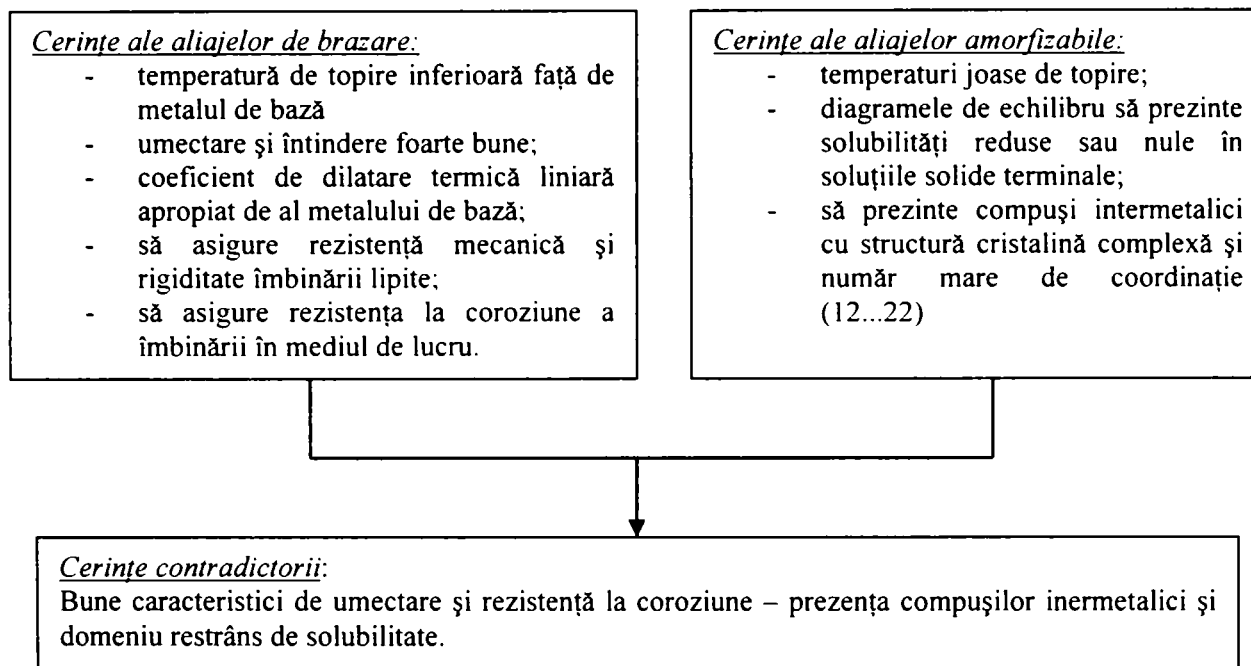 Cerințe ale aliajelor de brazare:
- temperatură de topire inferioară față de
metalul de bază
- umectare și întindere foarte bune;
- coeficient de dilatare termică liniară
apropiat de al metalului de bază;
- să asigure rezistență mecanică și
rigiditate îmbinării lipite;
- să asigure rezistența la coroziune a
îmbinării în mediul de lucru.
Cerințe ale aliajelor amorfizabile:
- temperaturi joase de topire;
- diagramele de echilibru să prezinte
solubilități reduse sau nule în
soluțiile solide terminale;
- să prezinte compuși intermetalici
cu structură cristalină complexă și
număr mare de coordinație
(12...22)
Cerințe contradictorii:
Bune caracteristici de umectare și rezistență la coroziune – prezența compușilor inermetalici și
domeniu restrâns de solubilitate.